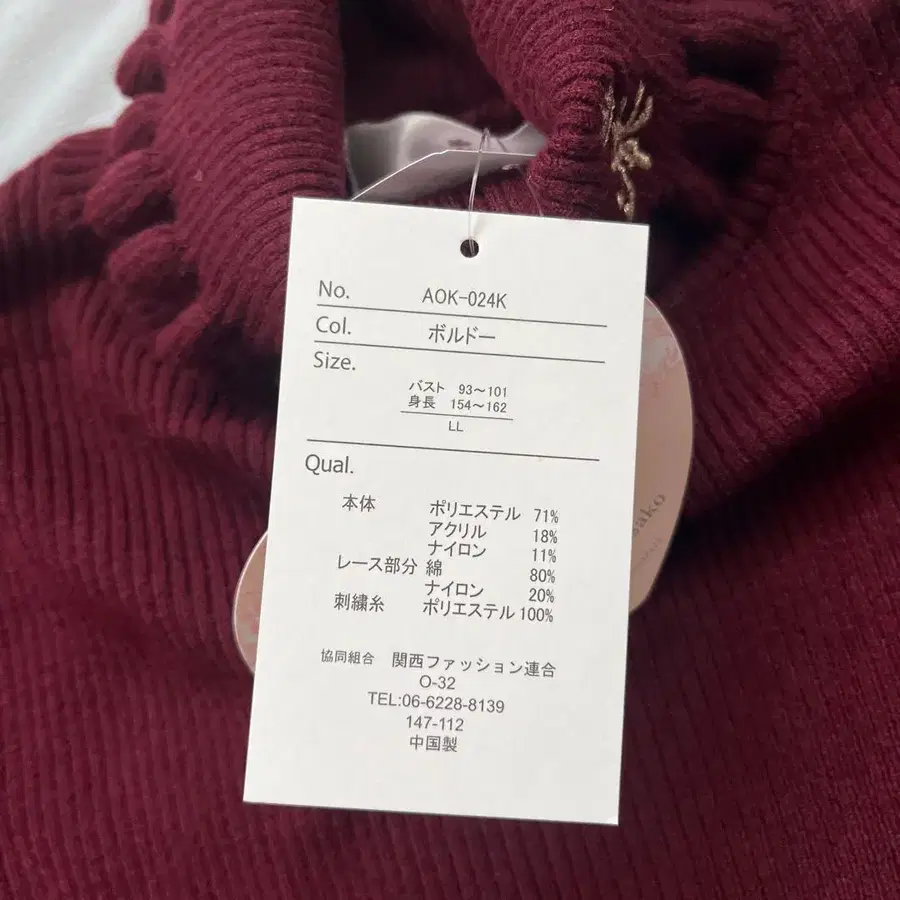 No. AOK-024K
Col. ボルドー
Size.
バスト 93～101
身長 154～162
LL
Qual.
本体 ポリエステル 71%
アクリル 18%
ナイロン 11%
レース部分 綿 80%
ナイロン 20%
刺繍糸 ポリエステル 100%
協同組合 関西ファッション連合
O-32
TEL:06-6228-8139
147-112
中国製
sako